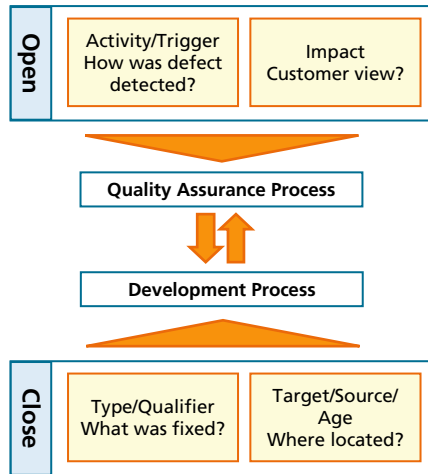 Open
Activity/Trigger
How was defect
detected?
Impact
Customer view?
Quality Assurance Process
Development Process
Close
Type/Qualifier
What was fixed?
Target/Source/
Age
Where located?